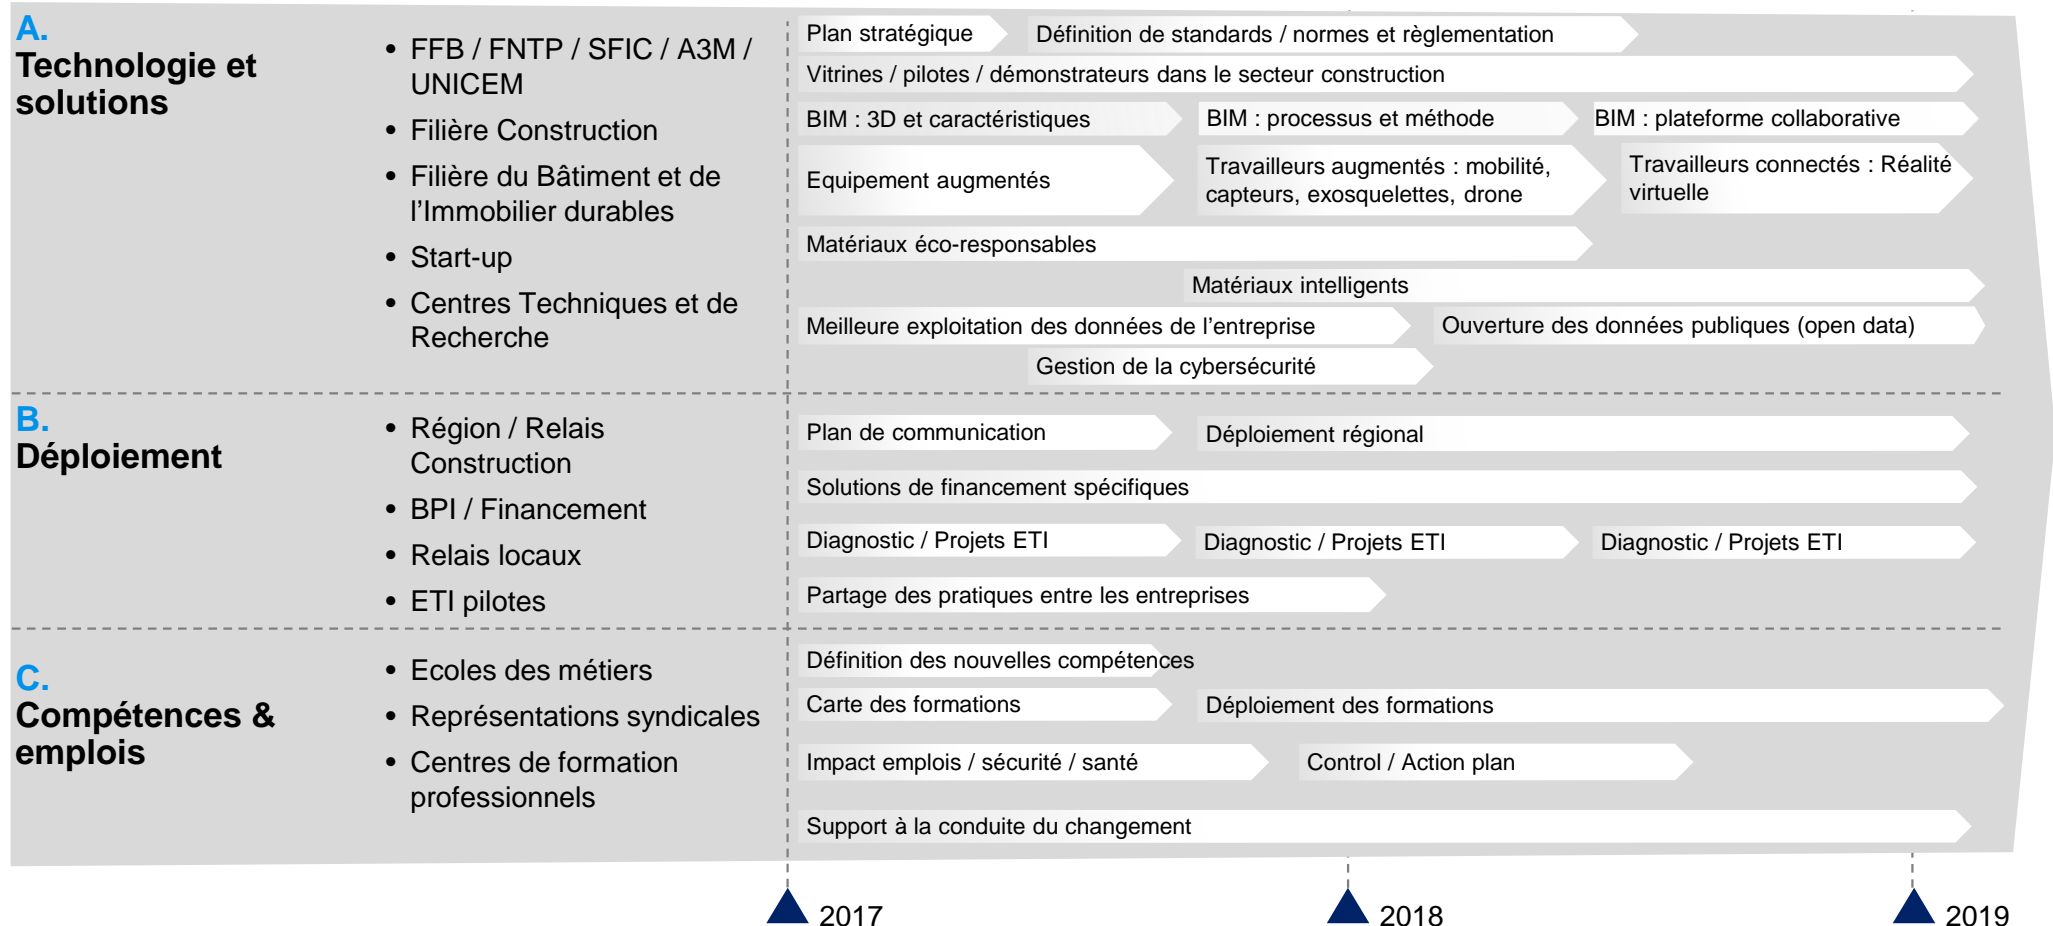 A.
Technologie et
solutions
• FFB / FNTP / SFIC / A3M /
UNICEM
• Filière Construction
• Filière du Bâtiment et de
l’Immobilier durables
• Start-up
• Centres Techniques et de
Recherche
Plan stratégique
Définition de standards / normes et règlementation
Vitrines / pilotes / démonstrateurs dans le secteur construction
BIM : 3D et caractéristiques
BIM : processus et méthode
BIM : plateforme collaborative
Equipement augmentés
Travailleurs augmentés : mobilité,
capteurs, exosquelettes, drone
Travailleurs connectés : Réalité
virtuelle
Matériaux éco-responsables
Matériaux intelligents
Meilleure exploitation des données de l’entreprise
Ouverture des données publiques (open data)
Gestion de la cybersécurité
B.
Déploiement
• Région / Relais
Construction
• BPI / Financement
• Relais locaux
• ETI pilotes
Plan de communication
Déploiement régional
Solutions de financement spécifiques
Diagnostic / Projets ETI
Diagnostic / Projets ETI
Diagnostic / Projets ETI
Partage des pratiques entre les entreprises
C.
Compétences &
emplois
• Ecoles des métiers
• Représentations syndicales
• Centres de formation
professionnels
Définition des nouvelles compétences
Carte des formations
Déploiement des formations
Impact emplois / sécurité / santé
Control / Action plan
Support à la conduite du changement
2017
2018
2019